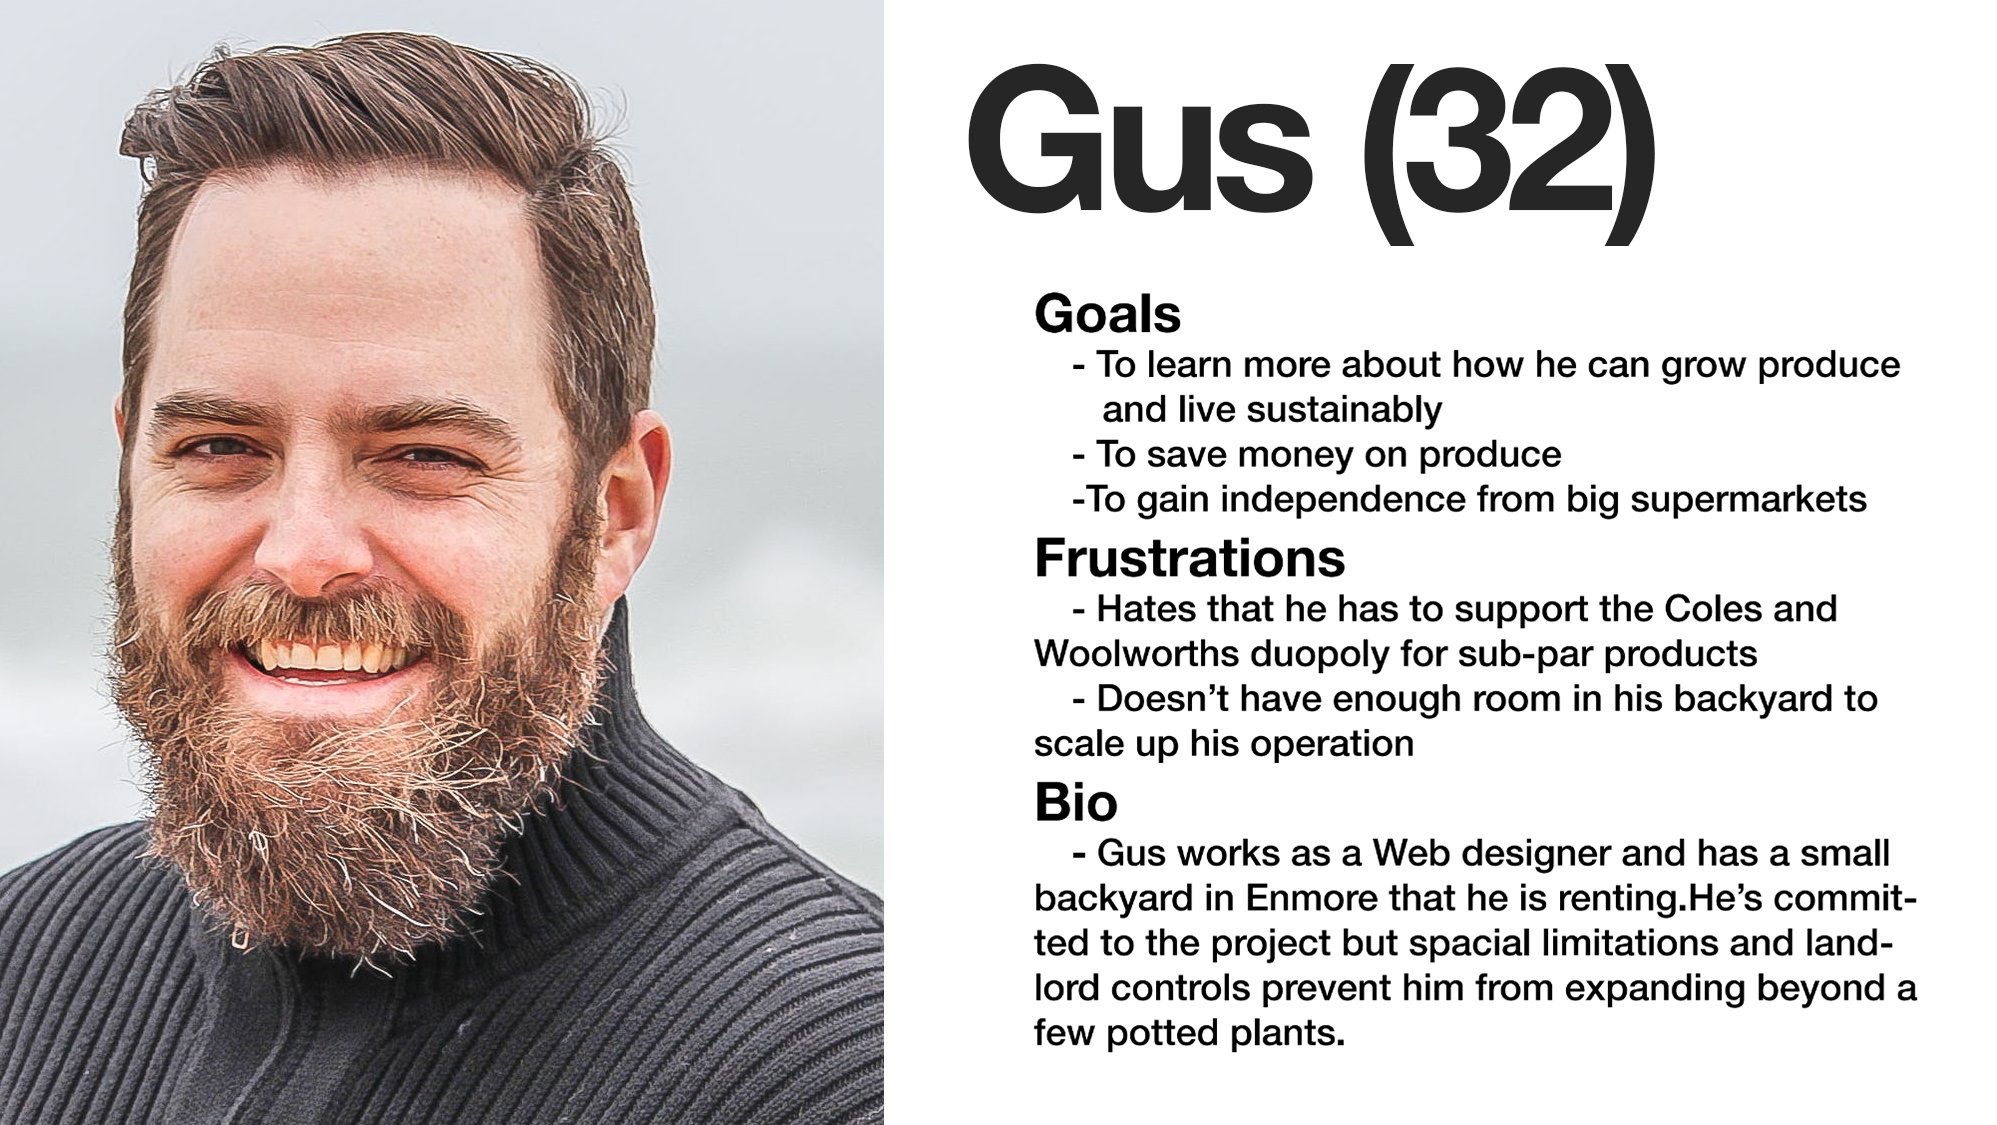 Gus (32)
Goals
- To learn more about how he can grow produce
and live sustainably
- To save money on produce
-To gain independence from big supermarkets
Frustrations
- Hates that he has to support the Coles and
Woolworths duopoly for sub-par products
- Doesn’t have enough room in his backyard to
scale up his operation
Bio
- Gus works as a Web designer and has a small
backyard in Enmore that he is renting.He’s commit-
ted to the project but spacial limitations and land-
lord controls prevent him from expanding beyond a
few potted plants.